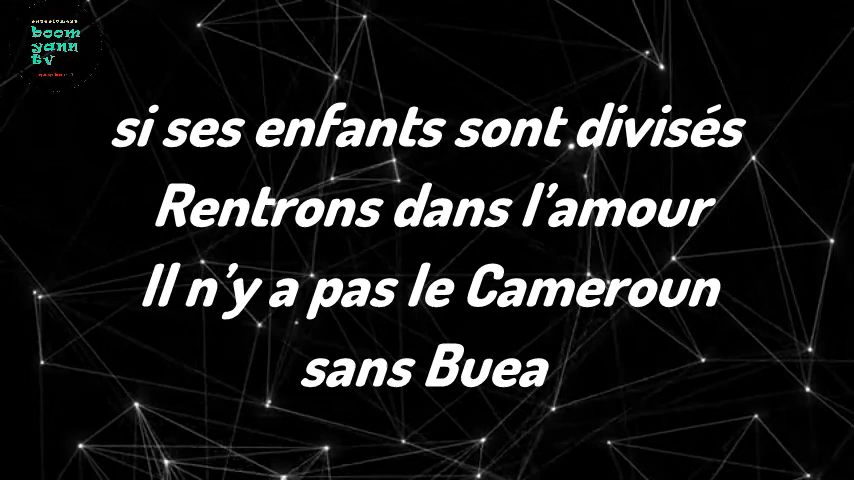 boom
yann
tv
si ses enfants sont divisés
Rentrons dans l’amour
Il n’y a pas le Cameroun
sans Buea